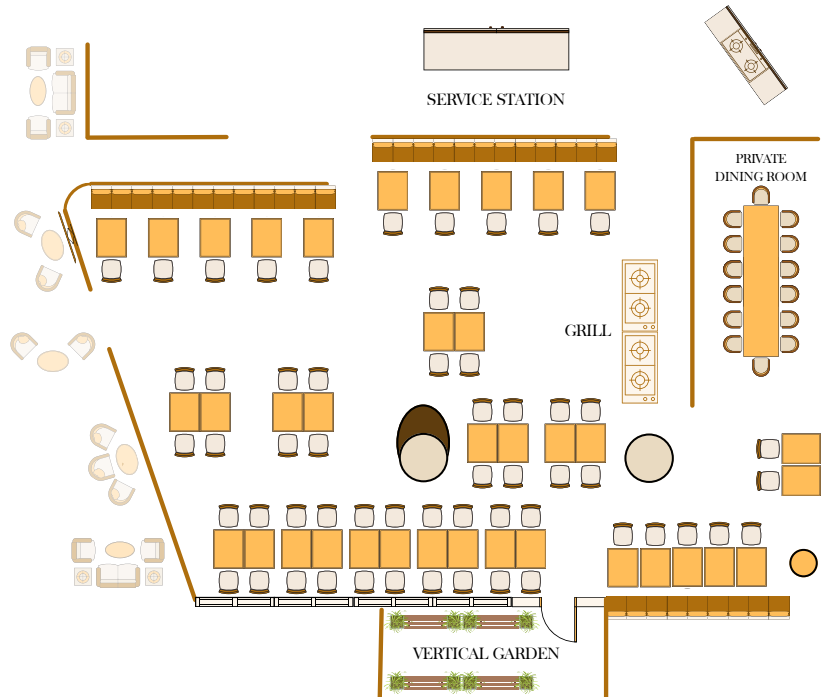 SERVICE STATION
PRIVATE
DINING ROOM
GRILL
VERTICAL GARDEN